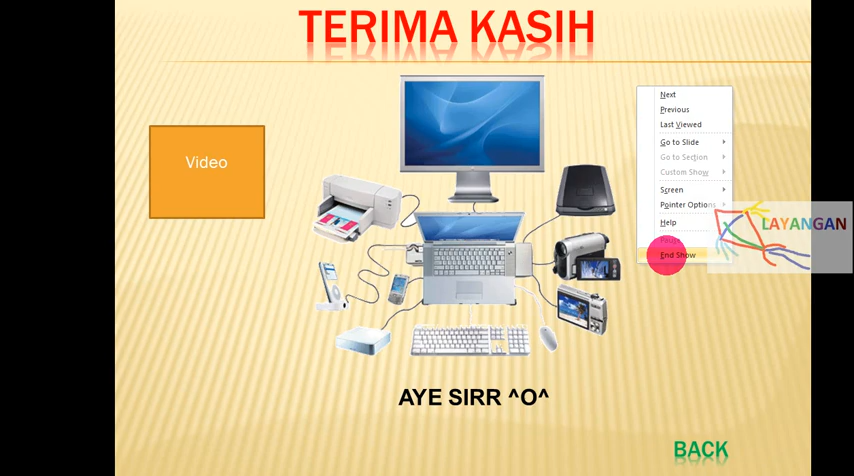 TERIMA KASIH
Video
Next
Previous
Last Viewed
Go to Slide
Go to Section
Custom Show
Screen
Pointer Options
Help
Pause
End Show
LAYANGAN
AYE SIRR ^O^
BACK